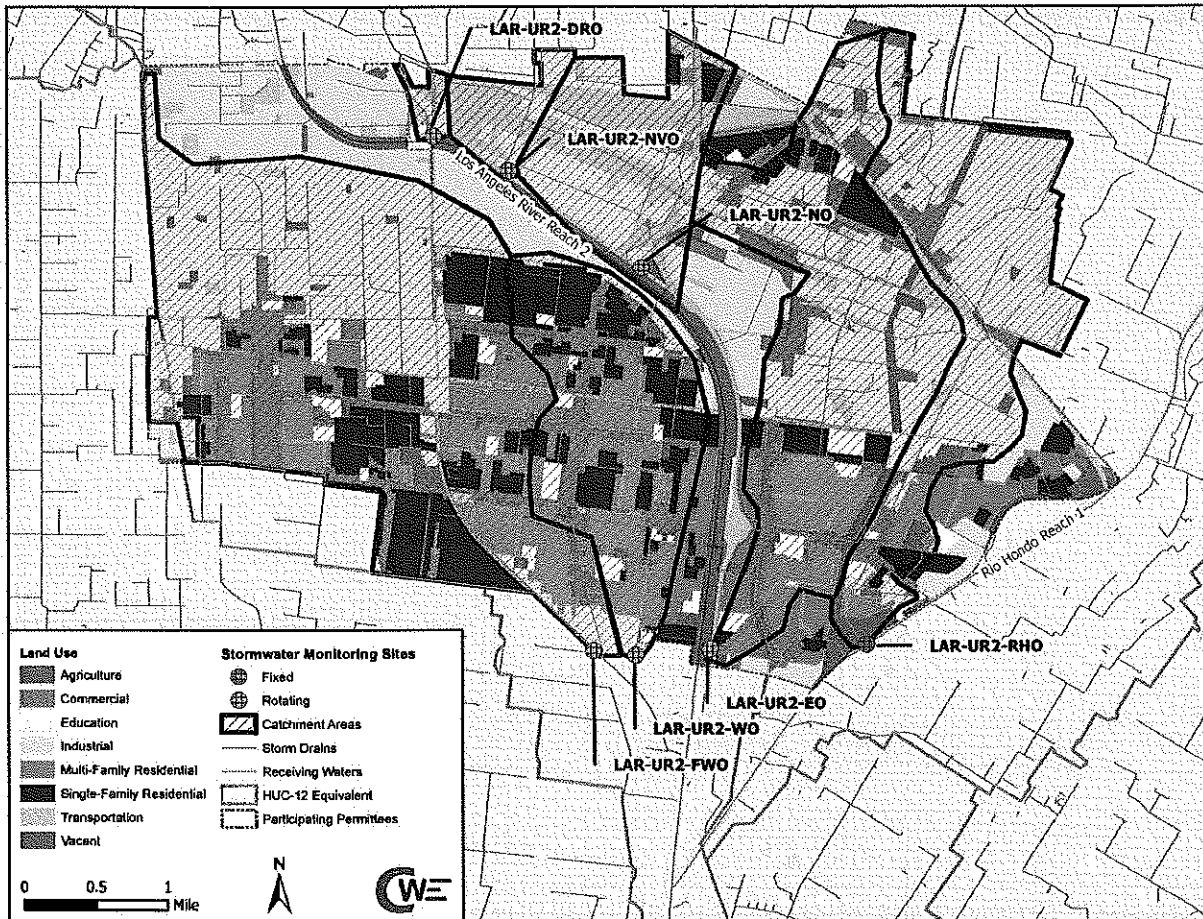 LAR-UR2-DRO
LAR-UR2-NVO
Los Angeles River Reach 2
LAR-UR2-NO
Rio Hondo Reach 1
LAR-UR2-RHO
LAR-UR2-EO
LAR-UR2-WO
LAR-UR2-FWO
Land Use
Agriculture
Commercial
Education
Industrial
Multi-Family Residential
Single-Family Residential
Transportation
Vacant
Stormwater Monitoring Sites
Fixed
Rotating
Catchment Areas
Storm Drains
Receiving Waters
HUC-12 Equivalent
Participating Permittees
0 0.5 1
Mile
N
CWE